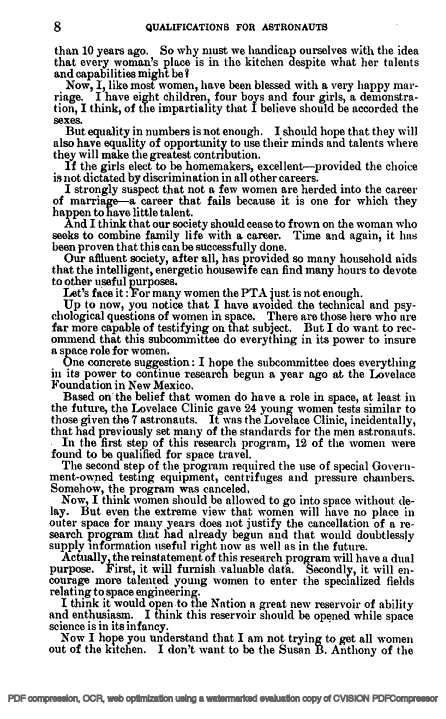 8 QUALIFICATIONS FOR ASTRONAUTS
than 10 years ago. So why must we handicap ourselves with the idea
that every woman's place is in the kitchen despite what her talents
and capabilities might be?
Now, I, like most women, have been blessed with a very happy mar-
riage. I have eight children, four boys and four girls, a demonstra-
tion, I think, of the impartiality that I believe should be accorded the
sexes.
But equality in numbers is not enough. I should hope that they will
also have equality of opportunity to use their minds and talents where
they will make the greatest contribution.
If the girls elect to be homemakers, excellent—provided the choice
is not dictated by discrimination in all other careers.
I strongly suspect that not a few women are herded into the career
of marriage—a career that fails because it is one for which they
happen to have little talent.
And I think that our society should cease to frown on the woman who
seeks to combine family life with a career. Time and again, it has
been proven that this can be successfully done.
Our affluent society, after all, has provided so many household aids
that the intelligent, energetic housewife can find many hours to devote
to other useful purposes.
Let's face it: For many women the PTA just is not enough.
Up to now, you notice that I have avoided the technical and psy-
chological questions of women in space. There are those here who are
far more capable of testifying on that subject. But I do want to rec-
ommend that this subcommittee do everything in its power to insure
a space role for women.
One concrete suggestion: I hope the subcommittee does everything
in its power to continue research begun a year ago at the Lovelace
Foundation in New Mexico.
Based on the belief that women do have a role in space, at least in
the future, the Lovelace Clinic gave 24 young women tests similar to
those given the 7 astronauts. It was the Lovelace Clinic, incidentally,
that had previously set many of the standards for the men astronauts.
In the first step of this research program, 12 of the women were
found to be qualified for space travel.
The second step of the program required the use of special Govern-
ment-owned testing equipment, centrifuges and pressure chambers.
Somehow, the program was canceled.
Now, I think women should be allowed to go into space without de-
lay. But even the extreme view that women will have no place in
outer space for many years does not justify the cancellation of a re-
search program that had already begun and that would doubtlessly
supply information useful right now as well as in the future.
Actually, the reinstatement of this research program will have a dual
purpose. First, it will furnish valuable data. Secondly, it will en-
courage more talented young women to enter the specialized fields
relating to space engineering.
I think it would open to the Nation a great new reservoir of ability
and enthusiasm. I think this reservoir should be opened while space
science is in its infancy.
Now I hope you understand that I am not trying to get all women
out of the kitchen. I don't want to be the Susan B. Anthony of the
PDF compression, OCR, web optimization using a watermarked evaluation copy of CVISION PDFCompressor